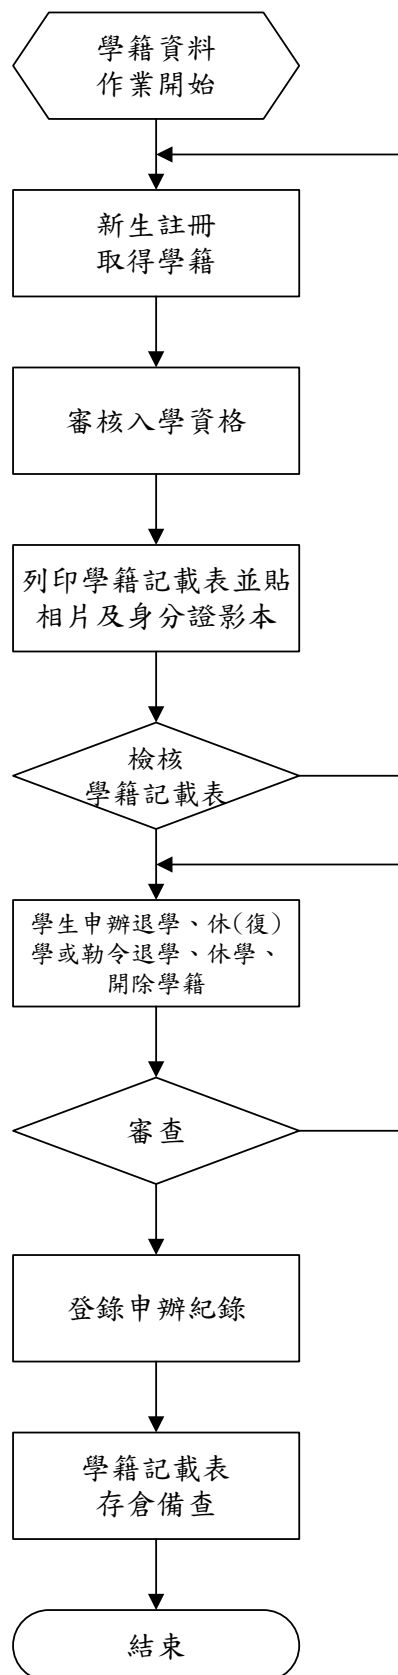 學籍資料
作業開始
新生註冊
取得學籍
審核入學資格
列印學籍記載表並貼
相片及身分證影本
檢核
學籍記載表
學生申辦退學、休(復)
學或勒令退學、休學、
開除學籍
審查
登錄申辦紀錄
學籍記載表
存倉備查
結束